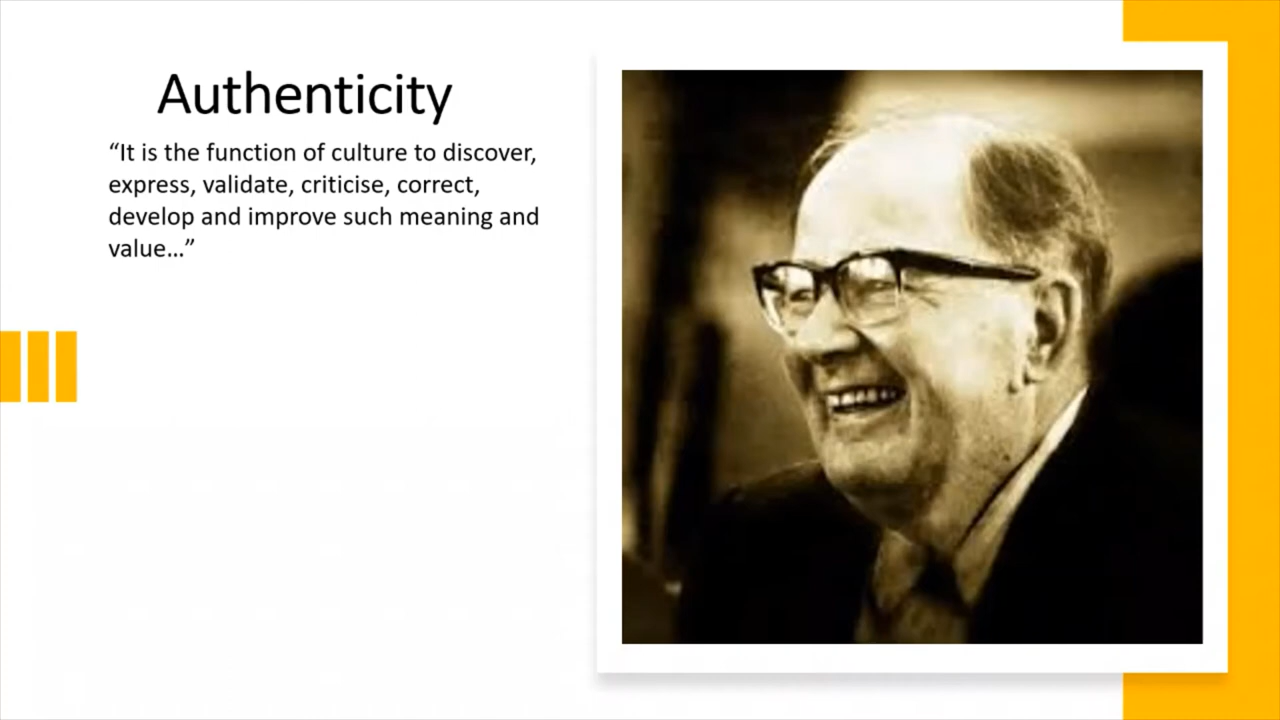 Authenticity
“It is the function of culture to discover,
express, validate, criticise, correct,
develop and improve such meaning and
value…”